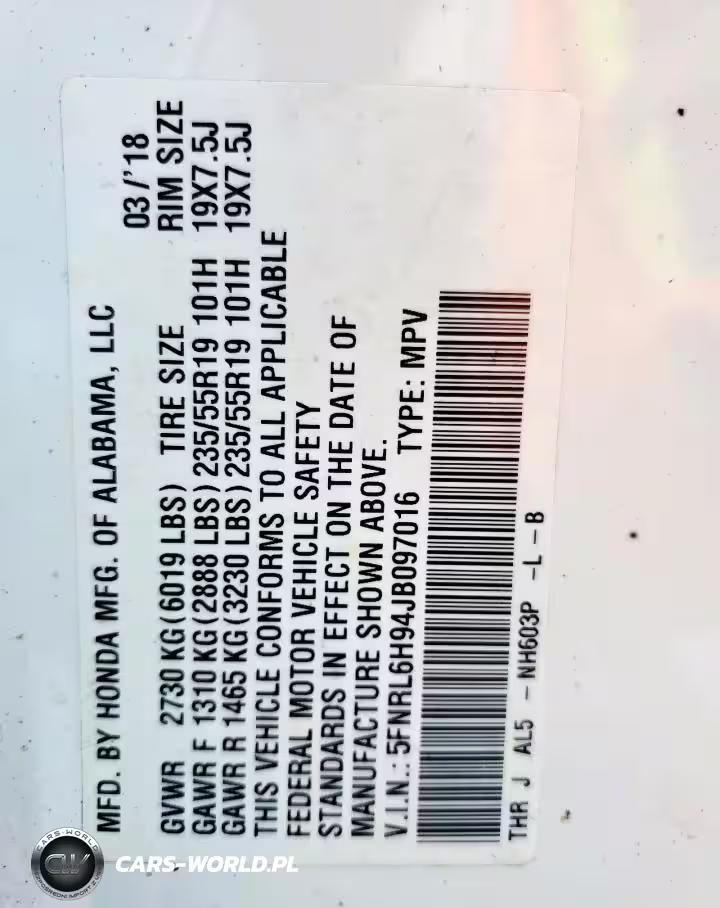 MFD. BY HONDA MFG. OF ALABAMA, LLC 03/'18
GVWR 2730 KG(6019 LBS) TIRE SIZE RIM SIZE
GAWR F 1310 KG(2888 LBS) 235/55R19 101H 19X7.5J
GAWR R 1465 KG(3230 LBS) 235/55R19 101H 19X7.5J
THIS VEHICLE CONFORMS TO ALL APPLICABLE
FEDERAL MOTOR VEHICLE SAFETY
STANDARDS IN EFFECT ON THE DATE OF
MANUFACTURE SHOWN ABOVE.
V.I.N.: 5FNRL6H94JB097016 TYPE: MPV
THR J AL5 -NH603P -L-B
CARS-WORLD
CW
CARS-WORLD.PL